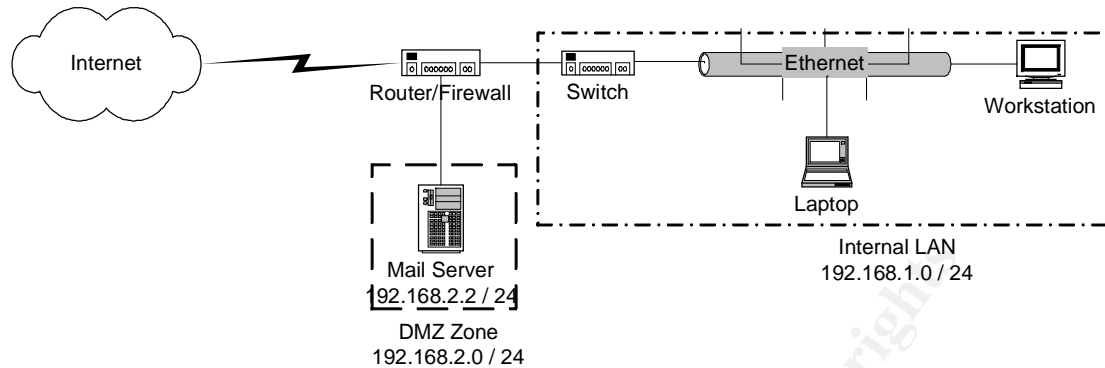 Internet
Router/Firewall
Switch
Ethernet
Workstation
Laptop
Internal LAN
192.168.1.0 / 24
Mail Server
192.168.2.2 / 24
DMZ Zone
192.168.2.0 / 24
rights